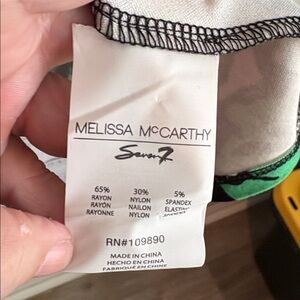 MELISSA McCARTHY
Seven7
65% 30% 5%
RAYON NYLON SPANDEX
RAYÓN NAILON ELASTINA
RAYONNE NYLON
RN#109890
MADE IN CHINA
HECHO EN CHINA
FABRIQUÉ EN CHINE